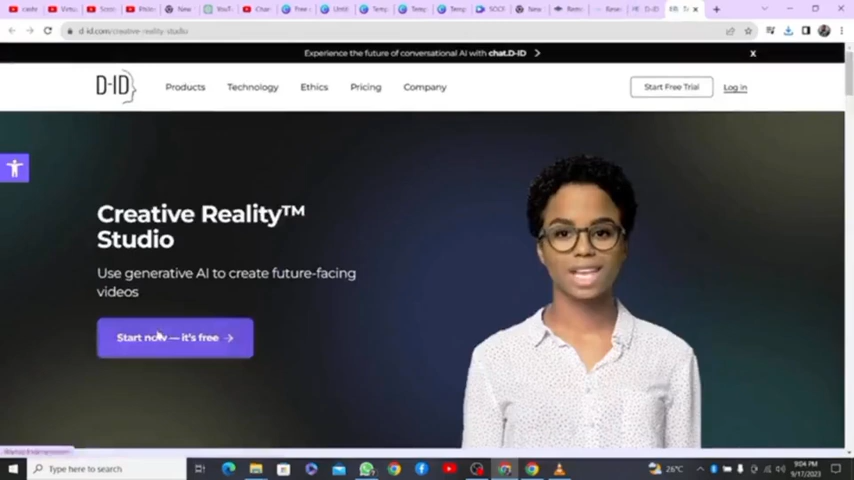 YouT
New
d-id.com/creative-reality-studio
Experience the future of conversational AI with chat.D-ID
X
D-ID
Products
Technology
Ethics
Pricing
Company
Start Free Trial
Log in
Creative Reality™
Studio
Use generative AI to create future-facing
videos
Start now — it's free →
Type here to search
26°C
9:04 PM
9/17/2023